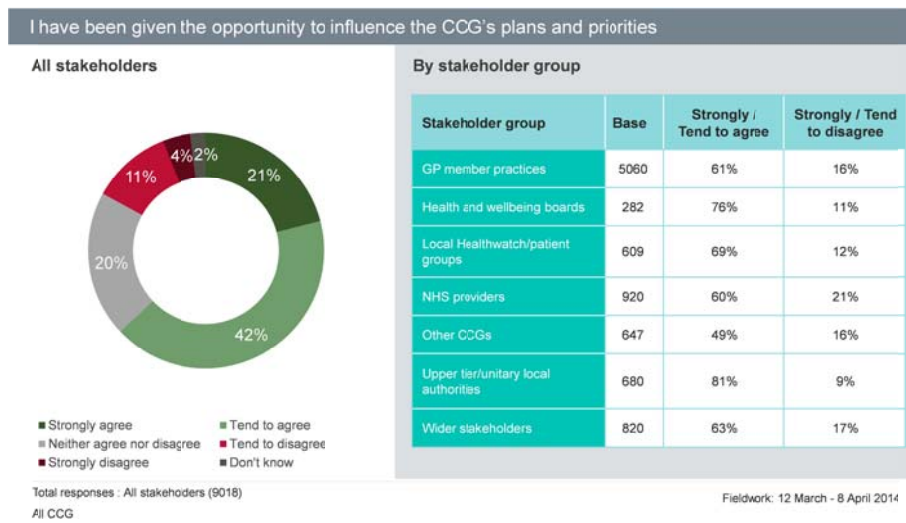 I have been given the opportunity to influence the CCG's plans and priorities
All stakeholders
21%
42%
20%
11%
4%
2%
■ Strongly agree ■ Tend to agree
■ Neither agree nor disagree ■ Tend to disagree
■ Strongly disagree ■ Don't know
By stakeholder group
Stakeholder group Base Strongly / Tend to agree Strongly / Tend to disagree
GP member practices 5060 61% 16%
Health and wellbeing boards 282 76% 11%
Local Healthwatch/patient groups 609 69% 12%
NHS providers 920 60% 21%
Other CCGs 647 49% 16%
Upper tier/unitary local authorities 680 81% 9%
Wider stakeholders 820 63% 17%
Total responses : All stakehoders (9018)
All CCG
Fieldwork: 12 March - 8 April 2014